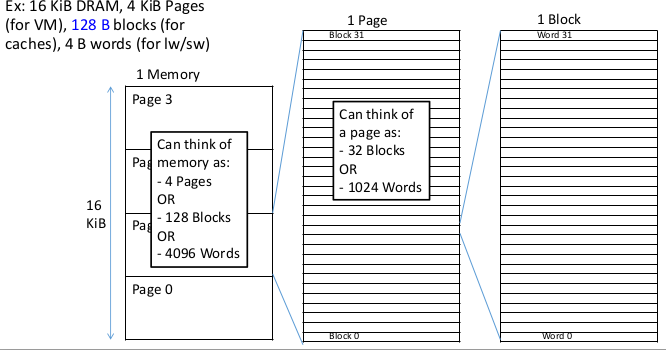 Ex: 16 KiB DRAM, 4 KiB Pages
(for VM), 128 B blocks (for
caches), 4 B words (for lw/sw)
1 Memory
1 Page
1 Block
Block 31
Word 31
Page 3
Can think of
memory as:
- 4 Pages
OR
- 128 Blocks
OR
- 4096 Words
Can think of
a page as:
- 32 Blocks
OR
- 1024 Words
16
KiB
Page 0
Block 0
Word 0